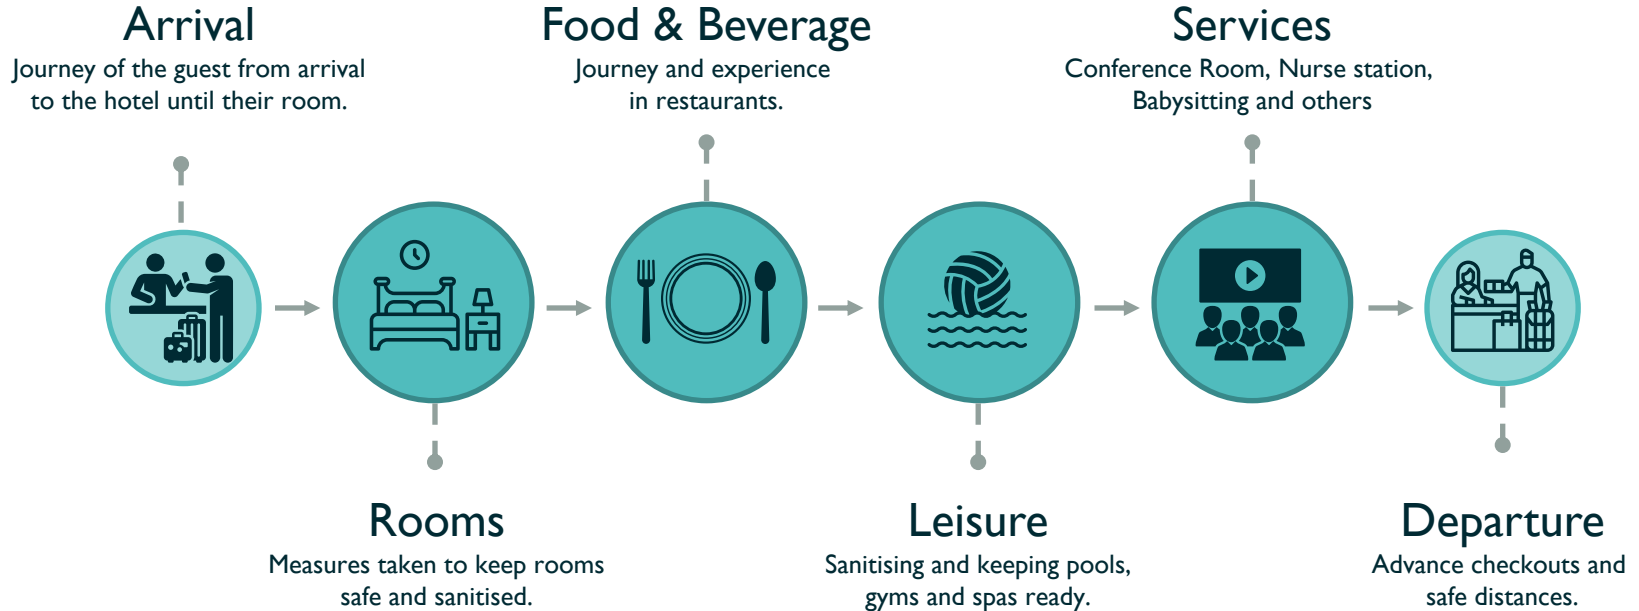 Arrival
Journey of the guest from arrival
to the hotel until their room.
Rooms
Measures taken to keep rooms
safe and sanitised.
Food & Beverage
Journey and experience
in restaurants.
Leisure
Sanitising and keeping pools,
gyms and spas ready.
Services
Conference Room, Nurse station,
Babysitting and others
Departure
Advance checkouts and
safe distances.